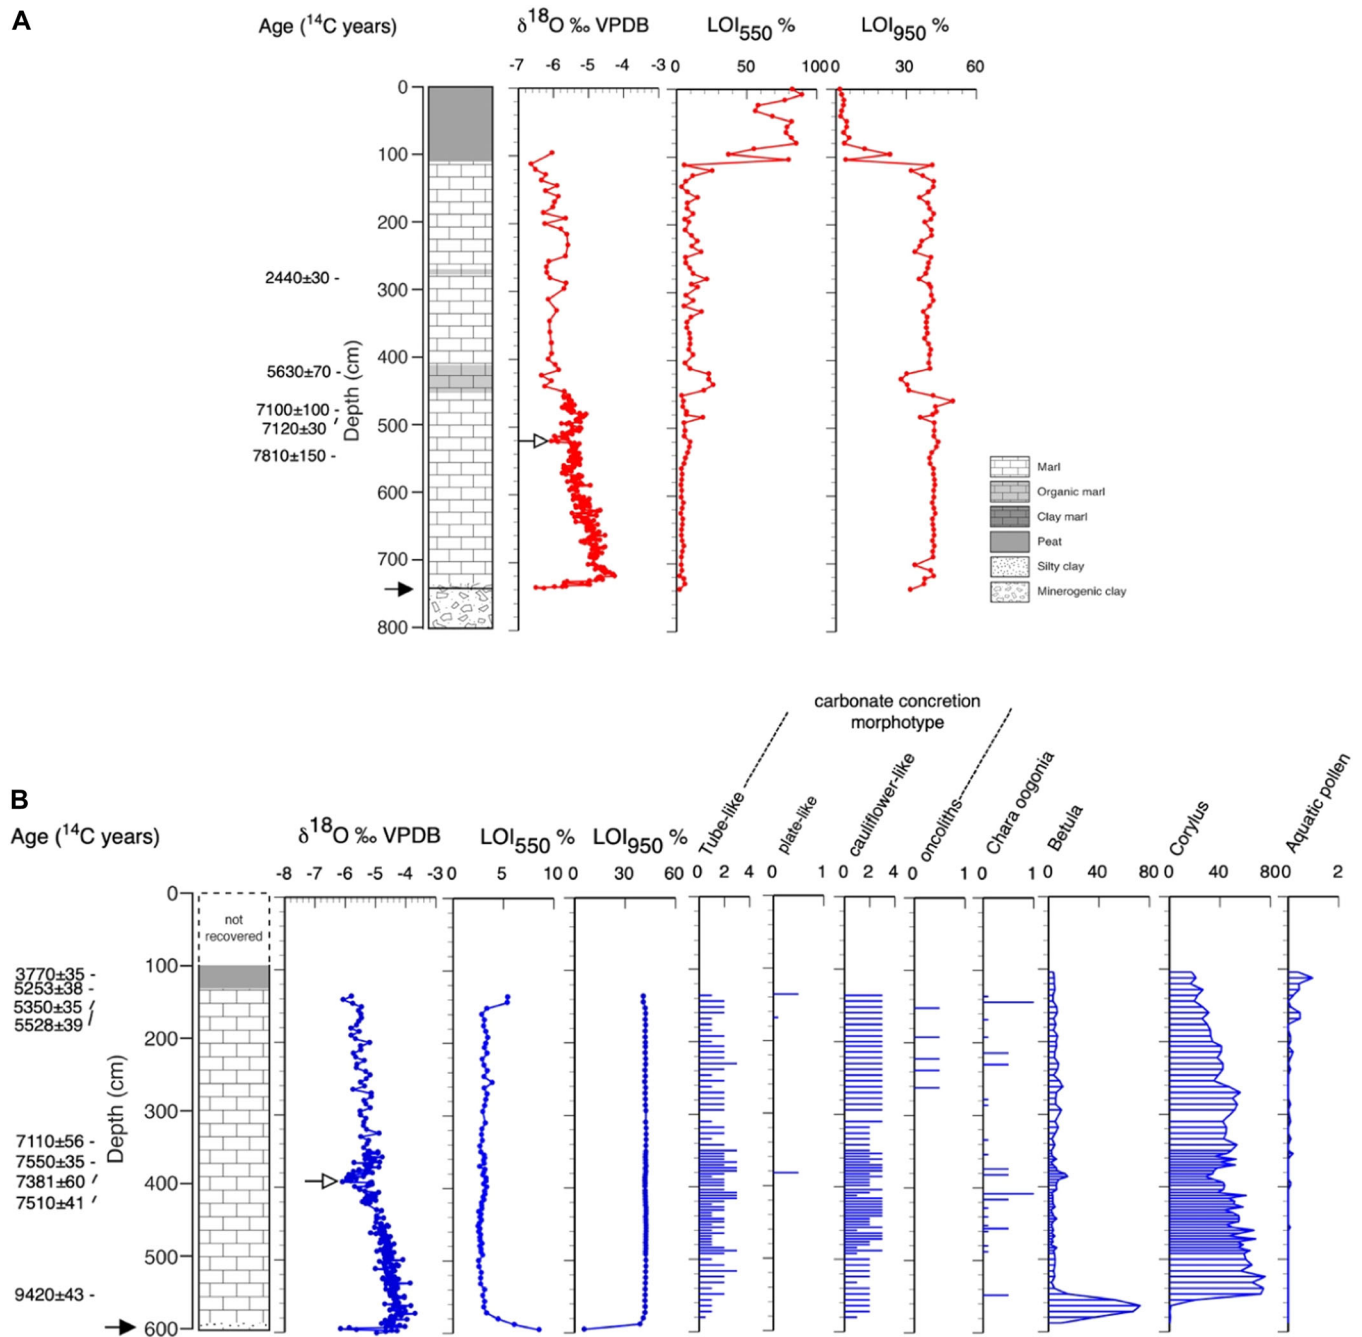 A
Age (14C years)
δ18O ‰ VPDB
LOI550 %
LOI950 %
-7 -6 -5 -4 -3
0 50 100
0 30 60
0
100
200
300
400
500
600
700
800
Depth (cm)
2440±30 -
5630±70 -
7100±100 -
7120±30 /
7810±150 -
Marl
Organic marl
Clay marl
Peat
Silty clay
Minerogenic clay
carbonate concretion
morphotype
B
Age (14C years)
δ18O ‰ VPDB
LOI550 %
LOI950 %
Tube-like
plate-like
cauliflower-like
oncoliths
Chara oogonia
Betula
Corylus
Aquatic pollen
-8 -7 -6 -5 -4 -3
0 5 10
0 30 60
0 2 4
0 1
0 2 4
0 1
0 1
0 40 80
0 40 80
0 2
0
100
200
300
400
500
600
Depth (cm)
not
recovered
3770±35 -
5253±38 -
5350±35 /
5528±39 /
7110±56 -
7550±35 -
7381±60 /
7510±41 /
9420±43 -